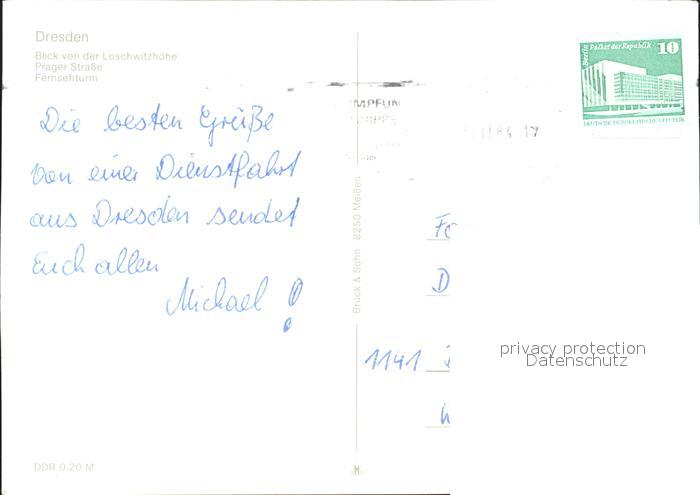 Dresden
Blick von der Loschwitzhöhe
Prager Straße
Fernsehturm
Die besten Grüße
von einer Dienstfahrt
aus Dresden sendet
Euch allen
Michael !
DDR 0,20 M
Bruck & Sohn 8250 Meißen
M
Berlin Palast der Republik 10
DEUTSCHE DEMOKRATISCHE REPUBLIK
84
Fö
D
1141
privacy protection
Datenschutz